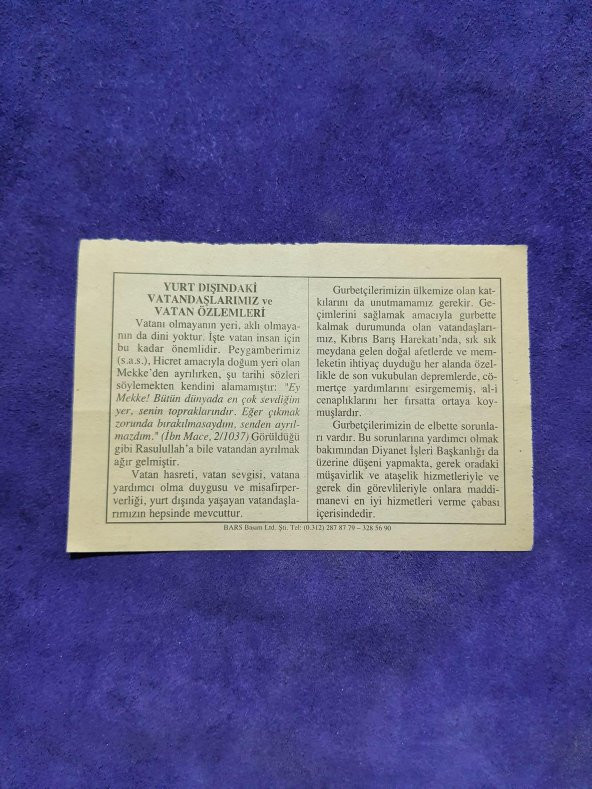 YURT DIŞINDAKİ
VATANDAŞLARIMIZ ve
VATAN ÖZLEMLERİ
Vatanı olmayanın yeri, aklı olmaya-
nın da dini yoktur. İşte vatan insan için
bu kadar önemlidir. Peygamberimiz
(s.a.s.), Hicret amacıyla doğum yeri olan
Mekke'den ayrılırken, şu tarihi sözleri
söylemekten kendini alamamıştır: "Ey
Mekke! Bütün dünyada en çok sevdiğim
yer, senin topraklarındır. Eğer çıkmak
zorunda bırakılmasaydım, senden ayrıl-
mazdım." (İbn Mace, 2/1037) Görüldüğü
gibi Rasulullah'a bile vatandan ayrılmak
ağır gelmiştir.
Vatan hasreti, vatan sevgisi, vatana
yardımcı olma duygusu ve misafirper-
verliği, yurt dışında yaşayan vatandaşla-
rımızın hepsinde mevcuttur.
Gurbetçilerimizin ülkemize olan kat-
kılarını da unutmamamız gerekir. Ge-
çimlerini sağlamak amacıyla gurbette
kalmak durumunda olan vatandaşları-
mız, Kıbrıs Barış Harekatı'nda, sık sık
meydana gelen doğal afetlerde ve mem-
leketin ihtiyaç duyduğu her alanda özel-
likle de son vukubulan depremlerde, cö-
mertçe yardımlarını esirgememiş, al-i
cenaplıklarını her fırsatta ortaya koy-
muşlardır.
Gurbetçilerimizin de elbette sorunla-
rı vardır. Bu sorunlarına yardımcı olmak
bakımından Diyanet İşleri Başkanlığı da
üzerine düşeni yapmakta, gerek oradaki
müşavirlik ve ataşelik hizmetleriyle ve
gerek din görevlileriyle onlara maddi-
manevi en iyi hizmetleri verme çabası
içerisindedir.
BARS Basım Ltd. Şti. Tel: (0.312) 287 87 79 – 328 56 90